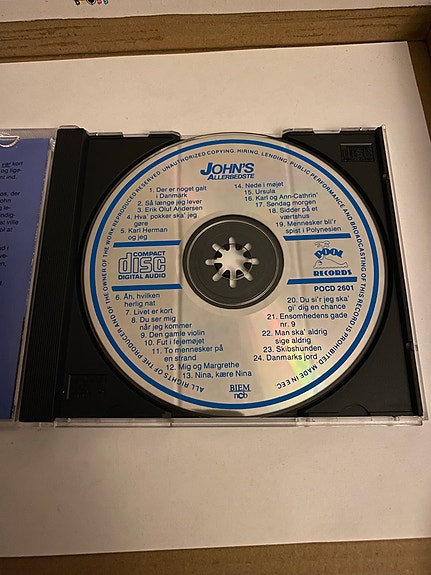 JOHN'S
ALLERBEDSTE
1. Der er noget galt
i Danmark
2. Så længe jeg lever
3. Erik Oluf Andersen
4. Hva' pokker ska' jeg
gøre
5. Karl Herman
og jeg
14. Nede i møjet
15. Ursula
16. Karl og Ann-Cathrin'
17. Søndag morgen
18. Sidder på et
værtshus
19. Mennesker bli'r
spist i Polynesien
COMPACT
disc
DIGITAL AUDIO
POOL
RECORDS
POCD 2601
6. Åh, hvilken
herlig nat
7. Livet er kort
8. Du ser mig
når jeg kommer
9. Den gamle violin
10. Fut i fejemøjet
11. To mennesker på
en strand
12. Mig og Margrethe
13. Nina, kære Nina
20. Du si'r jeg ska'
gi' dig en chance
21. Ensomhedens gade
nr. 9
22. Man ska' aldrig
sige aldrig
23. Skibshunden
24. Danmarks jord
BIEM
ncb
ALL RIGHTS OF THE PRODUCER AND OF THE OWNER OF THE WORK REPRODUCED RESERVED. UNAUTHORIZED COPYING, HIRING, LENDING, PUBLIC PERFORMANCE AND BROADCASTING OF THIS RECORD IS PROHIBITED. MADE IN EEC